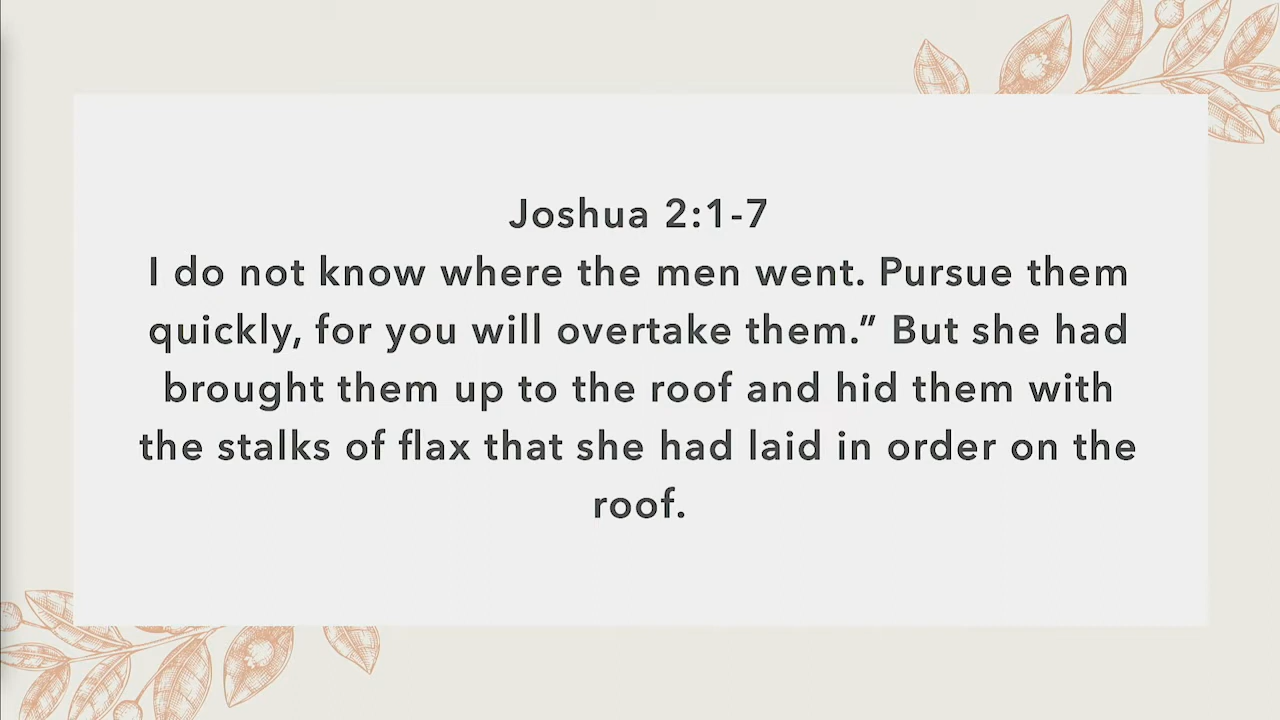 Joshua 2:1-7
I do not know where the men went. Pursue them
quickly, for you will overtake them.” But she had
brought them up to the roof and hid them with
the stalks of flax that she had laid in order on the
roof.